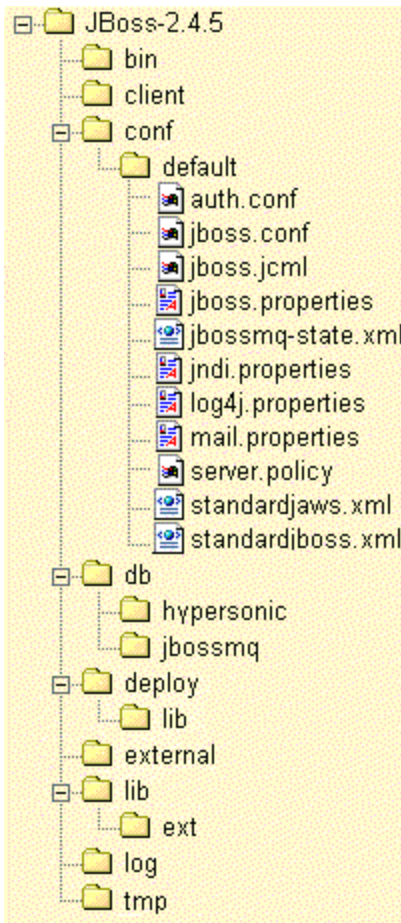 JBoss-2.4.5
bin
client
conf
default
auth.conf
jboss.conf
jboss.jcml
jboss.properties
jbossmq-state.xml
jndi.properties
log4j.properties
mail.properties
server.policy
standardjaws.xml
standardjboss.xml
db
hypersonic
jbossmq
deploy
lib
external
lib
ext
log
tmp